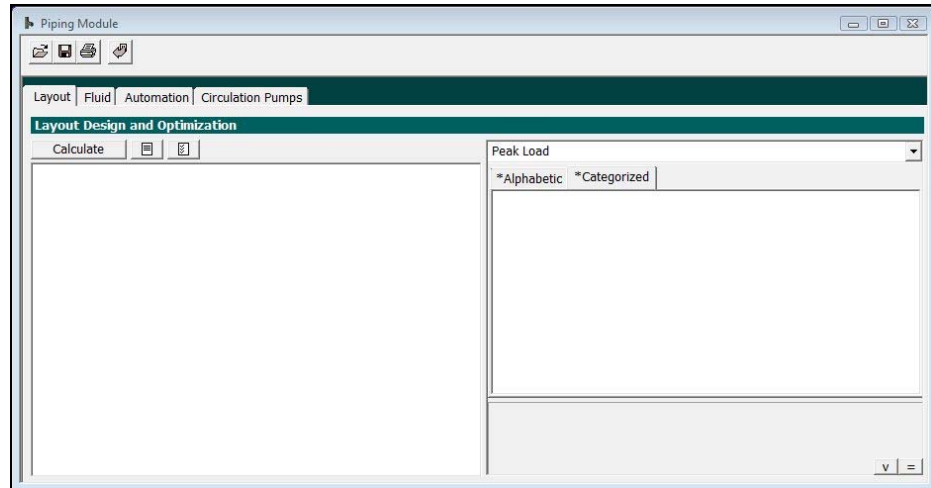 Piping Module
Layout Fluid Automation Circulation Pumps
Layout Design and Optimization
Calculate
Peak Load
*Alphabetic *Categorized
v =